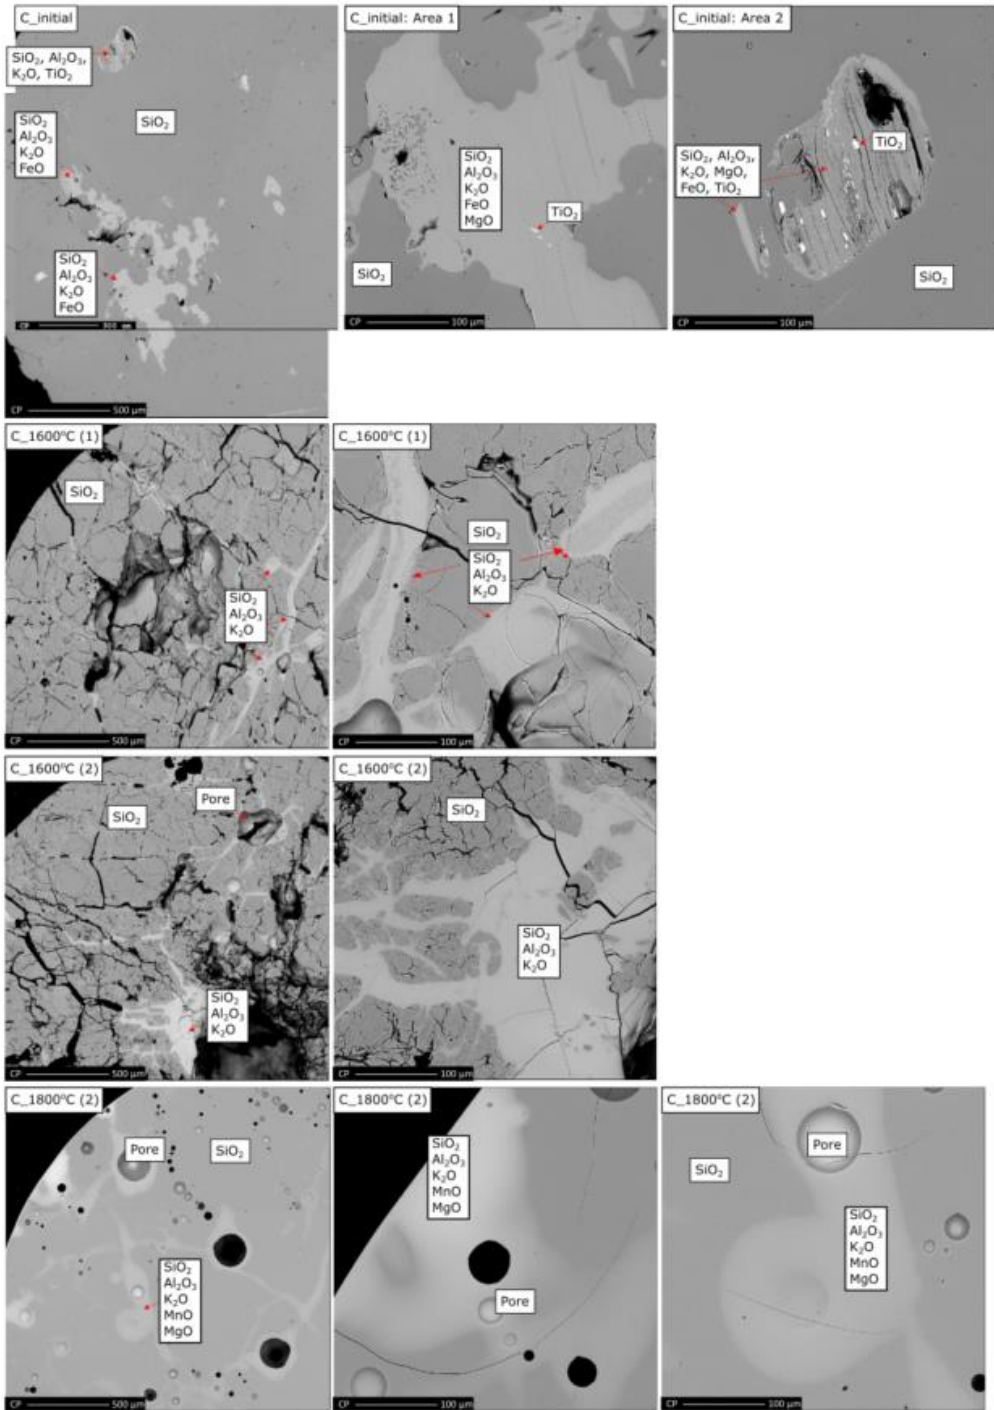 C_initial
SiO₂, Al₂O₃,
K₂O, TiO₂
SiO₂
SiO₂
Al₂O₃
K₂O
FeO
SiO₂
Al₂O₃
K₂O
FeO
CP
CP 500 µm
C_initial: Area 1
SiO₂
Al₂O₃
K₂O
FeO
MgO
TiO₂
SiO₂
CP 100 µm
C_initial: Area 2
TiO₂
SiO₂, Al₂O₃,
K₂O, MgO,
FeO, TiO₂
SiO₂
CP 100 µm
C_1600°C (1)
SiO₂
SiO₂
Al₂O₃
K₂O
CP 500 µm
C_1600°C (1)
SiO₂
SiO₂
Al₂O₃
K₂O
CP 100 µm
C_1600°C (2)
Pore
SiO₂
SiO₂
Al₂O₃
K₂O
CP 500 µm
C_1600°C (2)
SiO₂
SiO₂
Al₂O₃
K₂O
CP 100 µm
C_1800°C (2)
Pore
SiO₂
SiO₂
Al₂O₃
K₂O
MnO
MgO
CP 500 µm
C_1800°C (2)
SiO₂
Al₂O₃
K₂O
MnO
MgO
Pore
CP 100 µm
C_1800°C (2)
Pore
SiO₂
SiO₂
Al₂O₃
K₂O
MnO
MgO
CP 100 µm